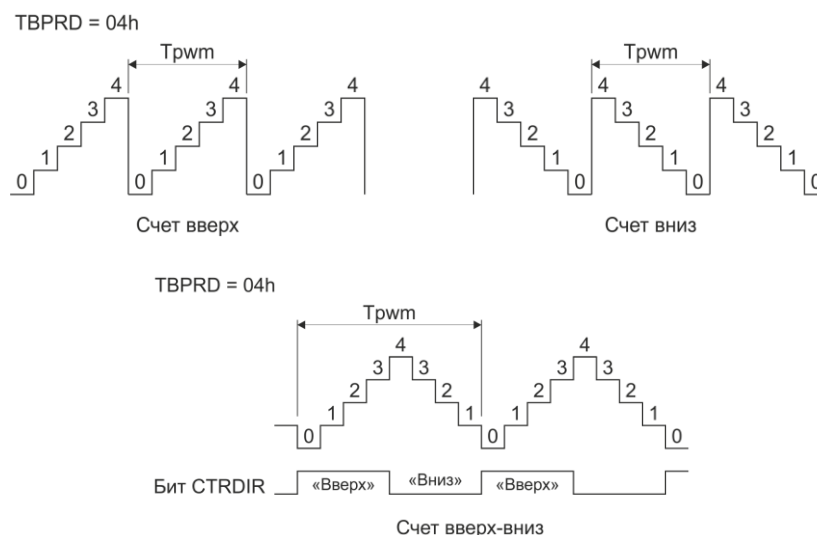 TBPRD = 04h
Tpwm
Tpwm
4 4 4 4 4 4
3 3 3 3 3 3
2 2 2 2 2 2
1 1 1 1 1 1
0 0 0 0 0 0
Счет вверх
Счет вниз
TBPRD = 04h
Tpwm
4 4
3 3 3 3
2 2 2 2
1 1 1 1
0 0 0
Бит CTRDIR «Вверх» «Вниз» «Вверх»
Счет вверх-вниз